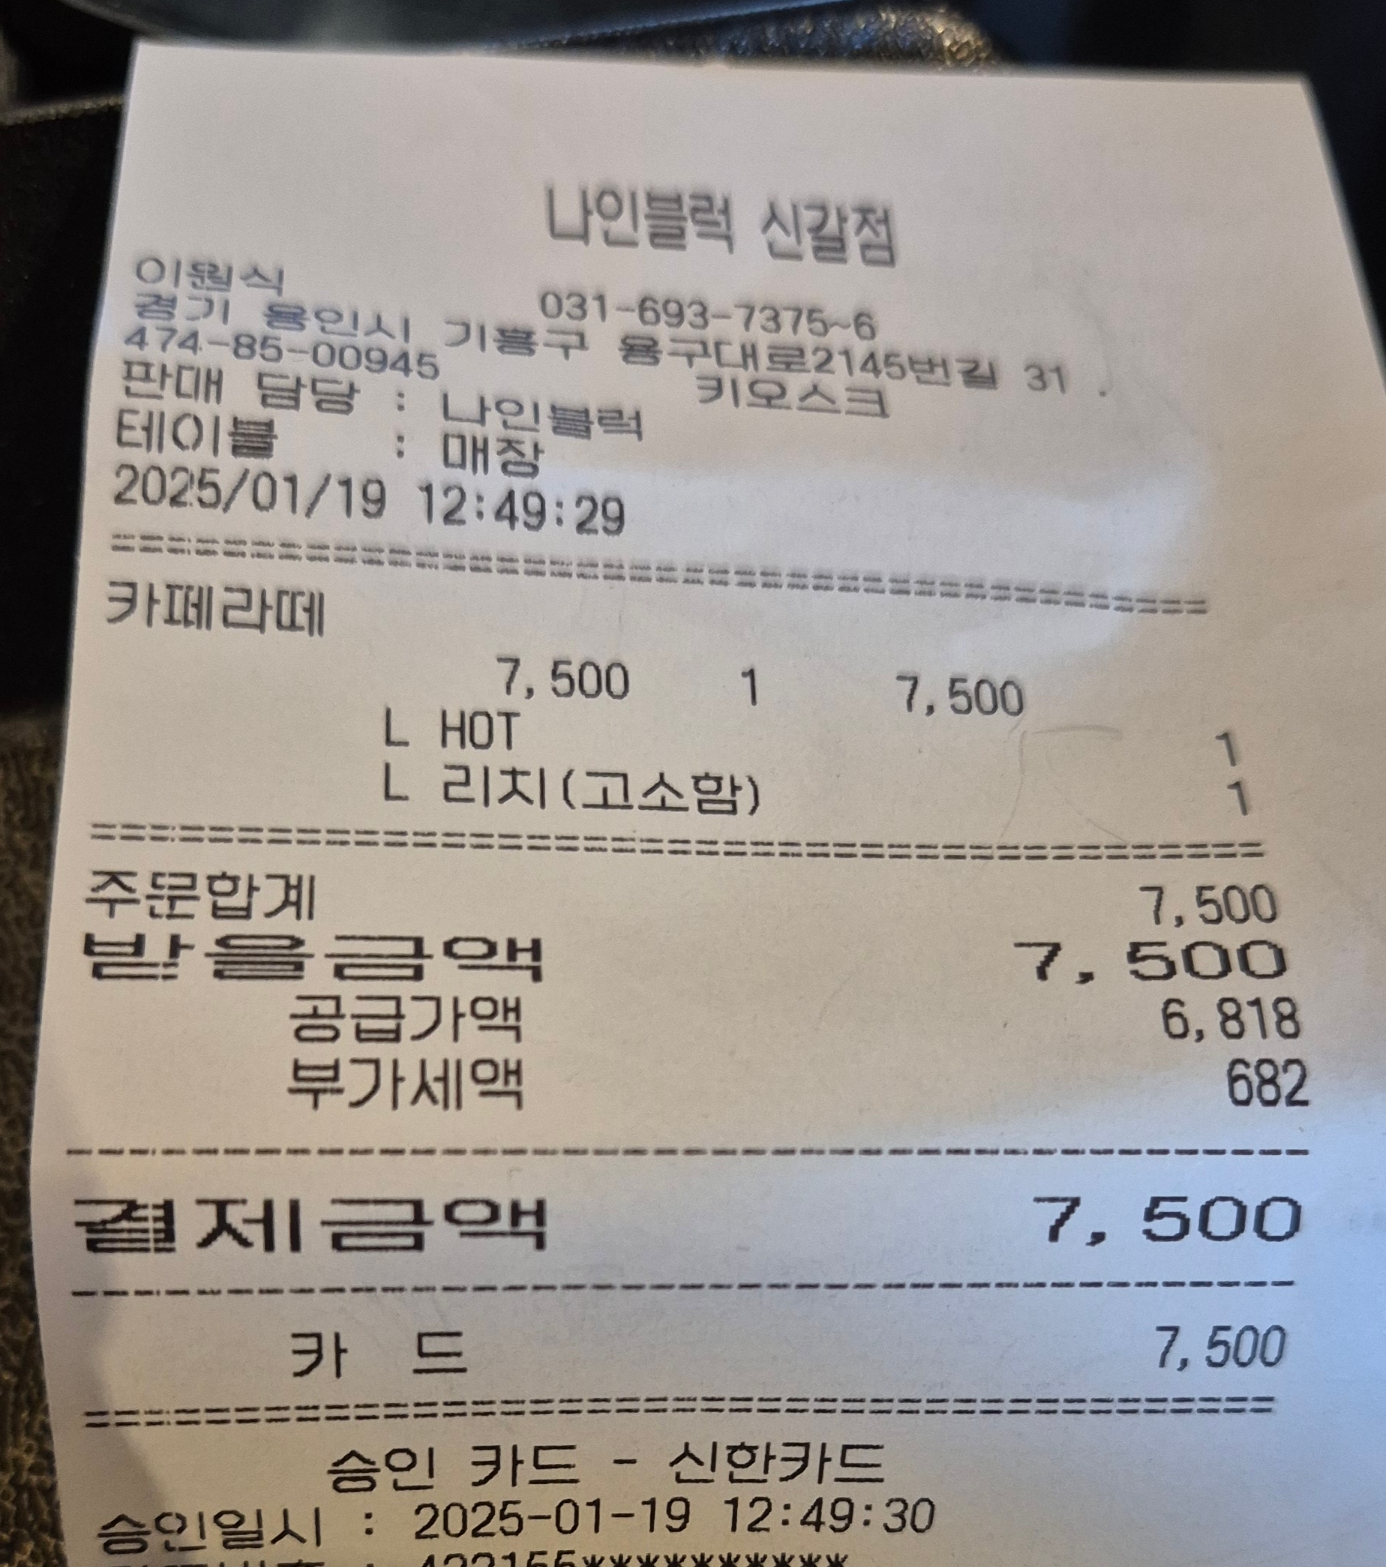 나인블럭 신갈점
이원식 031-693-7375~6
경기 용인시 기흥구 용구대로2145번길 31 .
474-85-00945 키오스크
판매 담당 : 나인블럭
테이블 : 매장
2025/01/19 12:49:29
카페라떼
7,500 1 7,500
L HOT 1
L 리치(고소함) 1
주문합계 7,500
받을금액 7,500
공급가액 6,818
부가세액 682
결제금액 7,500
카 드 7,500
승인 카드 - 신한카드
승인일시 : 2025-01-19 12:49:30
: 422155**********